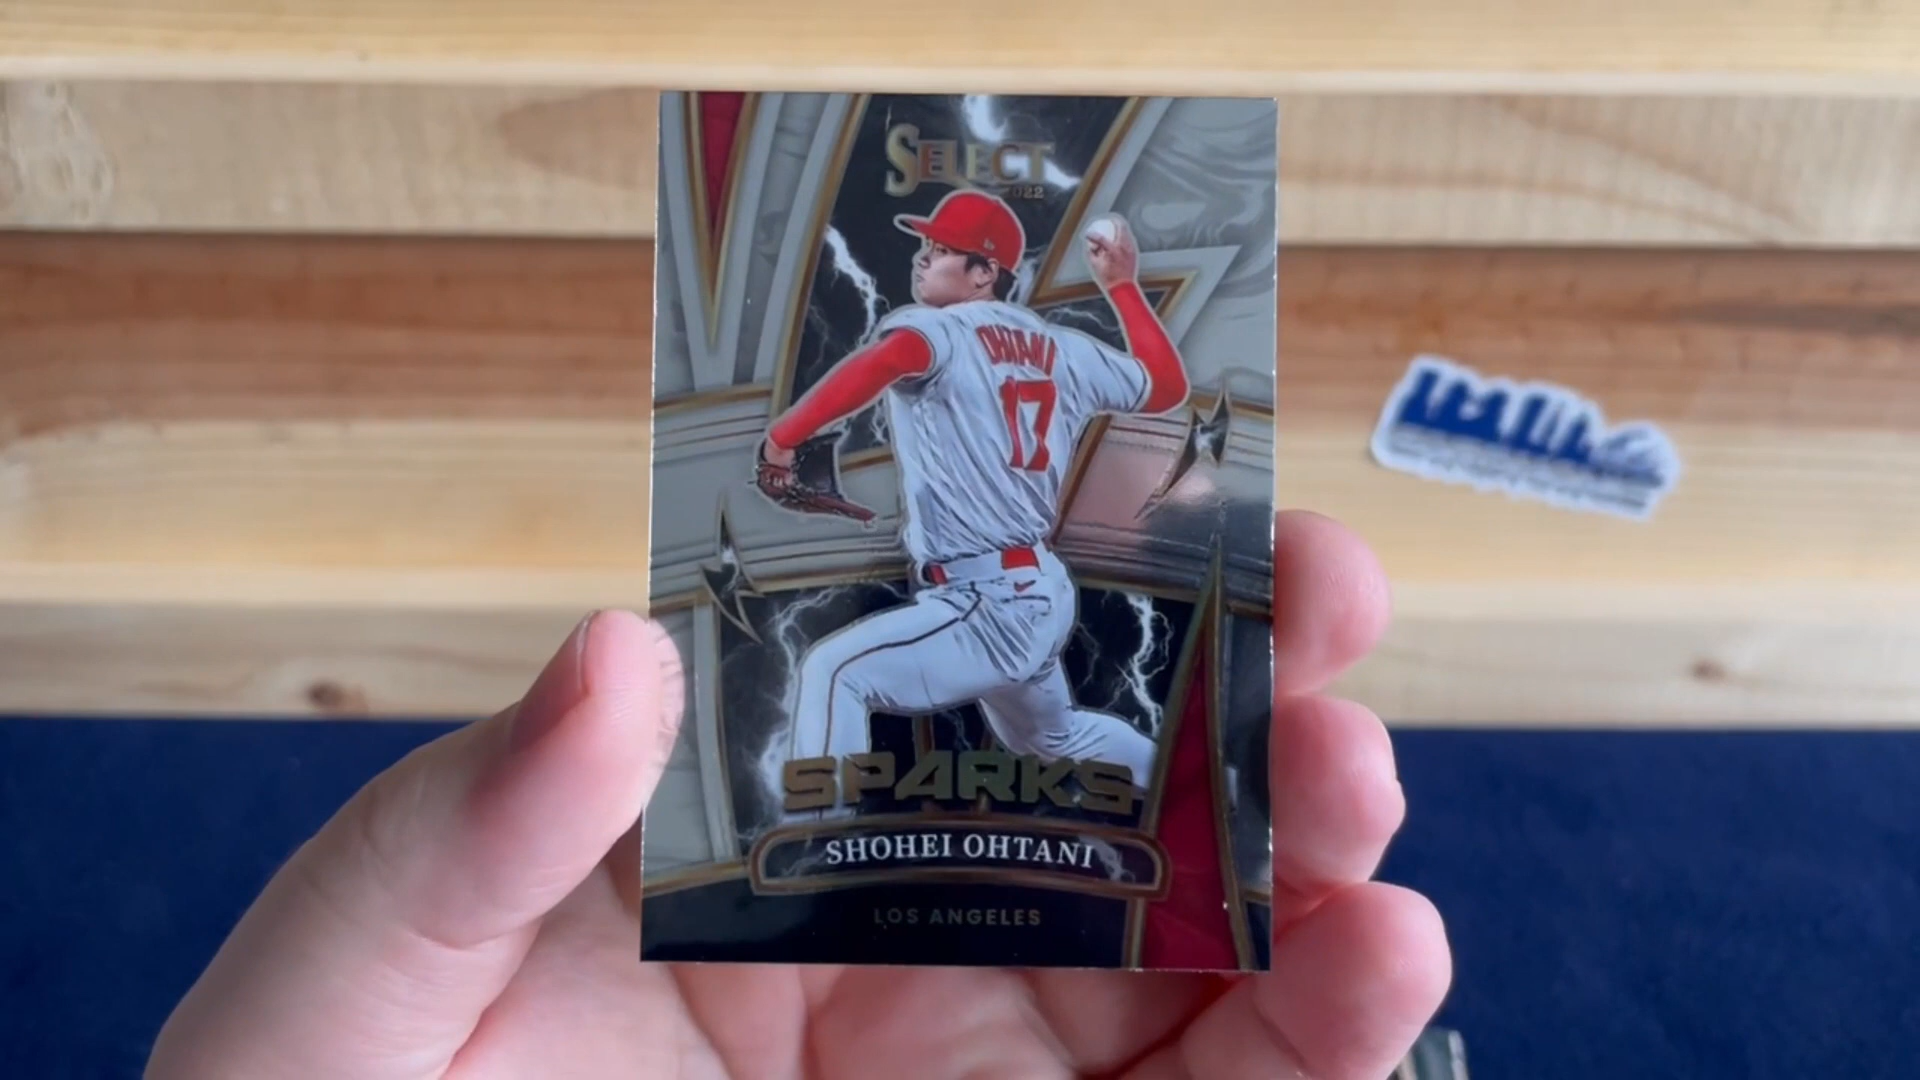 SELECT
2022
OHTANI
17
SPARKS
SHOHEI OHTANI
LOS ANGELES